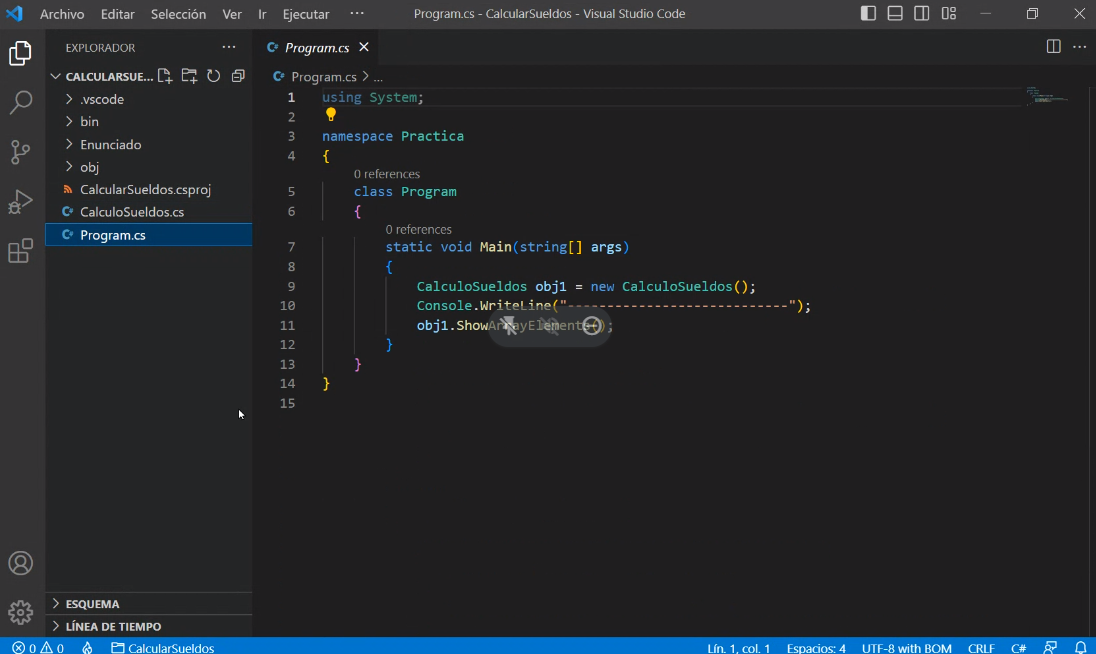 Archivo Editar Selección Ver Ir Ejecutar ··· Program.cs - CalcularSueldos - Visual Studio Code
EXPLORADOR ···
CALCULARSUE...
.vscode
bin
Enunciado
obj
CalcularSueldos.csproj
CalculoSueldos.cs
Program.cs
ESQUEMA
LÍNEA DE TIEMPO
Program.cs
Program.cs > ...
1 using System;
2
3 namespace Practica
4 {
0 references
5 class Program
6 {
0 references
7 static void Main(string[] args)
8 {
9 CalculoSueldos obj1 = new CalculoSueldos();
10 Console.WriteLine("----------------------------");
11 obj1.ShowArrayElements();
12 }
13 }
14 }
15
0 0 CalcularSueldos Lín. 1, col. 1 Espacios: 4 UTF-8 with BOM CRLF C#